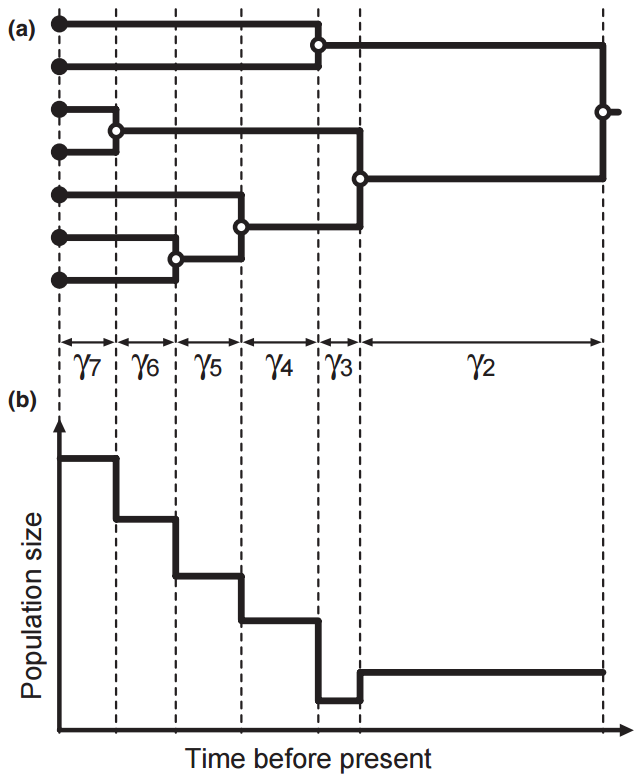 (a)
γ7 γ6 γ5 γ4 γ3 γ2
(b)
Population size
Time before present